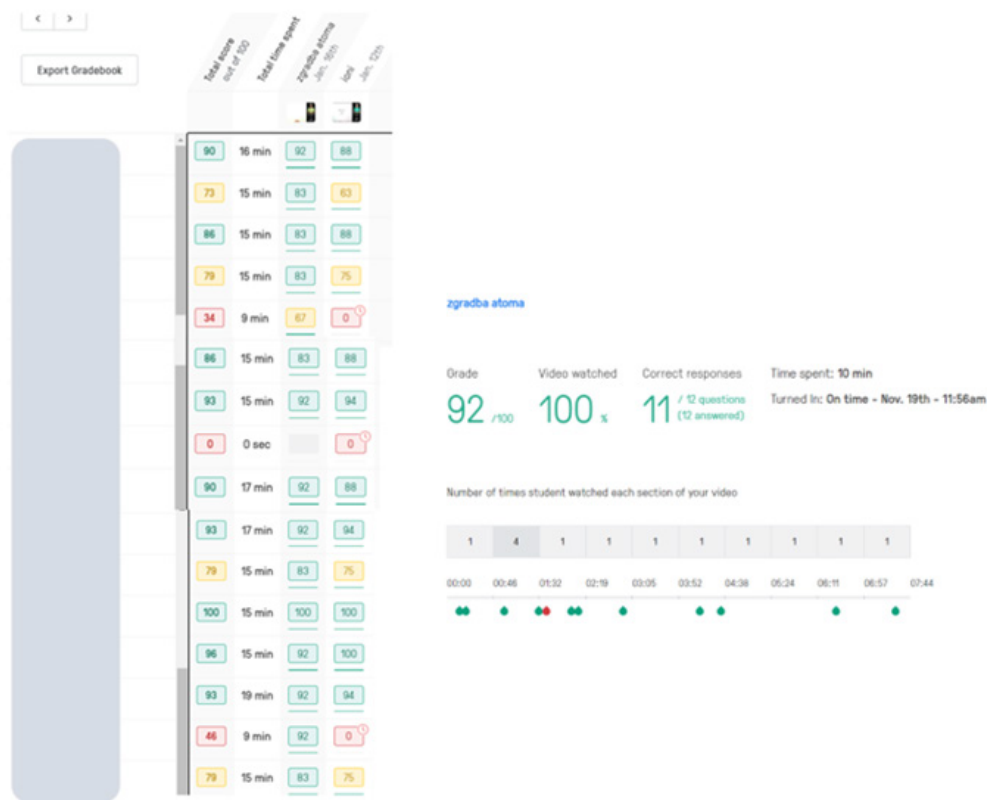 < >
Export Gradebook
Total score
out of 100
Total time spent
zgradba atoma
Jan. 16th
ioni
Jan. 12th
90 16 min 92 88
73 15 min 83 63
86 15 min 83 88
79 15 min 83 75
34 9 min 67 0
86 15 min 83 88
93 15 min 92 94
0 0 sec 0
90 17 min 92 88
93 17 min 92 94
79 15 min 83 75
100 15 min 100 100
96 15 min 92 100
93 19 min 92 94
46 9 min 92 0
79 15 min 83 75
zgradba atoma
Grade Video watched Correct responses Time spent: 10 min
92 /100 100 % 11 / 12 questions
(12 answered)
Turned In: On time - Nov. 19th - 11:56am
Number of times student watched each section of your video
1 4 1 1 1 1 1 1 1 1
00:00 00:46 01:32 02:19 03:05 03:52 04:38 05:24 06:11 06:57 07:44